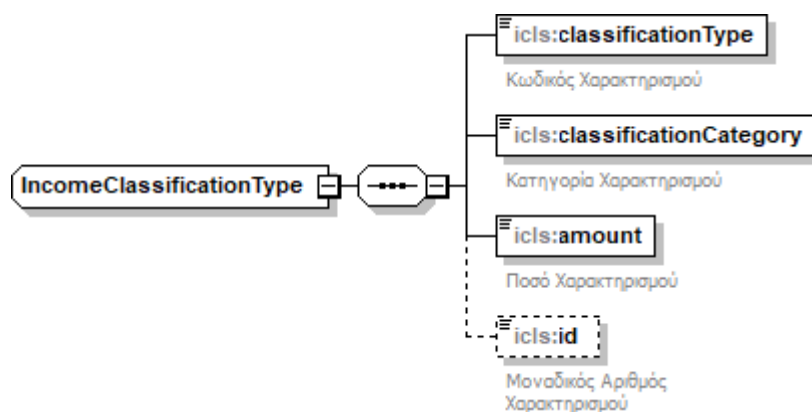 icls:classificationType
Κωδικός Χαρακτηρισμού
icls:classificationCategory
Κατηγορία Χαρακτηρισμού
IncomeClassificationType
icls:amount
Ποσό Χαρακτηρισμού
icls:id
Μοναδικός Αριθμός
Χαρακτηρισμού